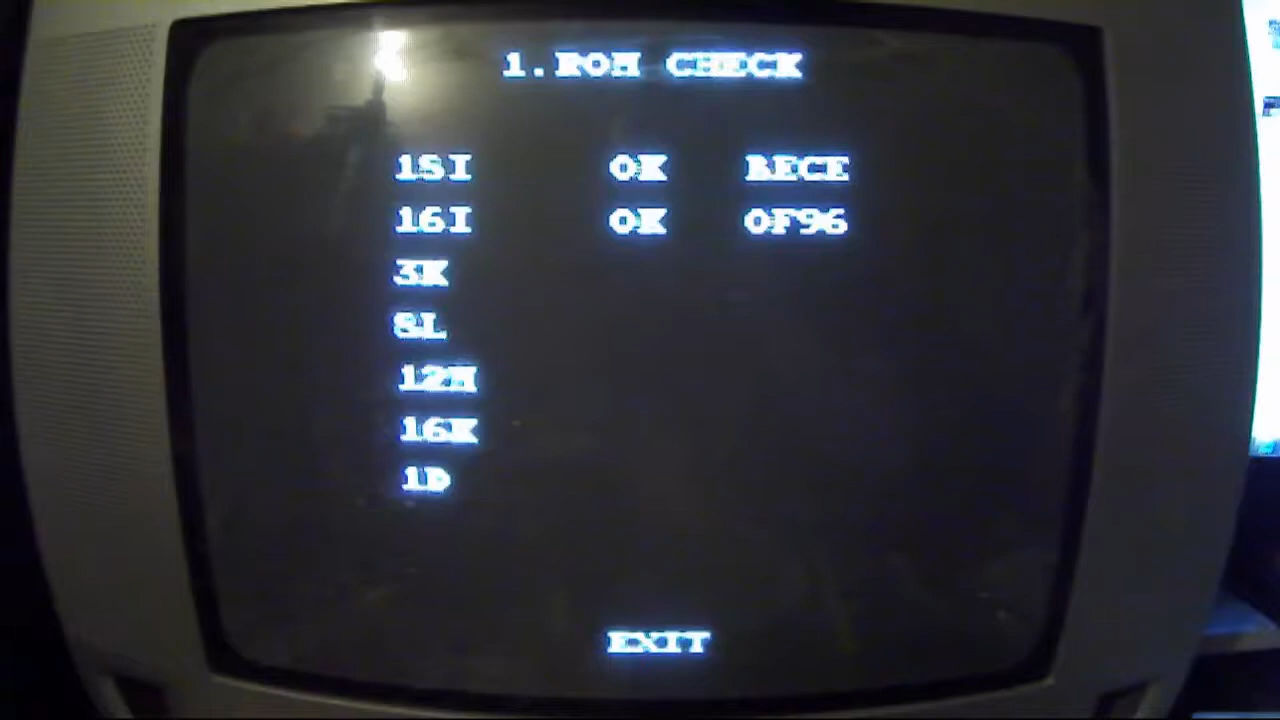 1.ROM CHECK
15I OK BECE
16I OK 0F96
3K
8L
12M
16K
1D
EXIT